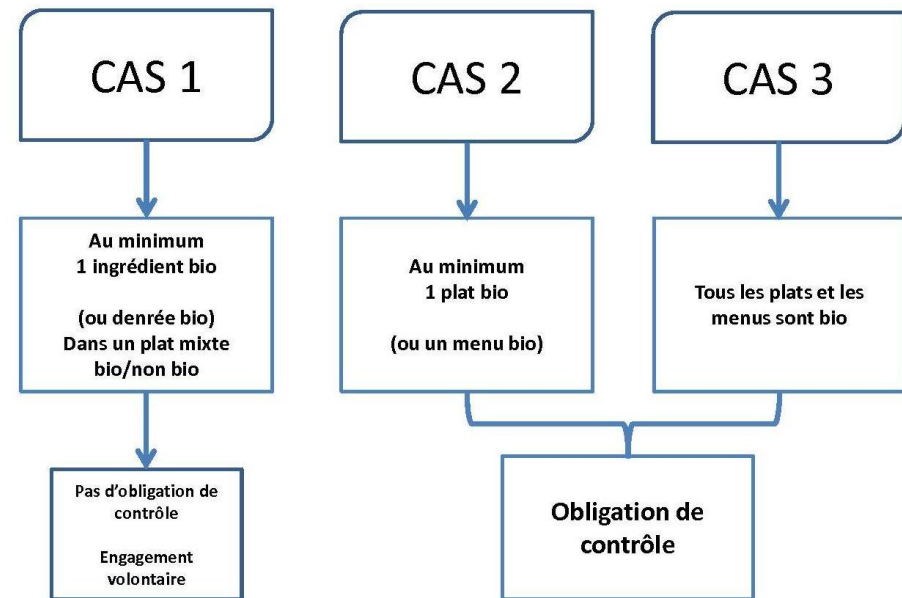 CAS 1
CAS 2
CAS 3
Au minimum
1 ingrédient bio
(ou denrée bio)
Dans un plat mixte
bio/non bio
Au minimum
1 plat bio
(ou un menu bio)
Tous les plats et les
menus sont bio
Pas d'obligation de
contrôle
Engagement
volontaire
Obligation de
contrôle